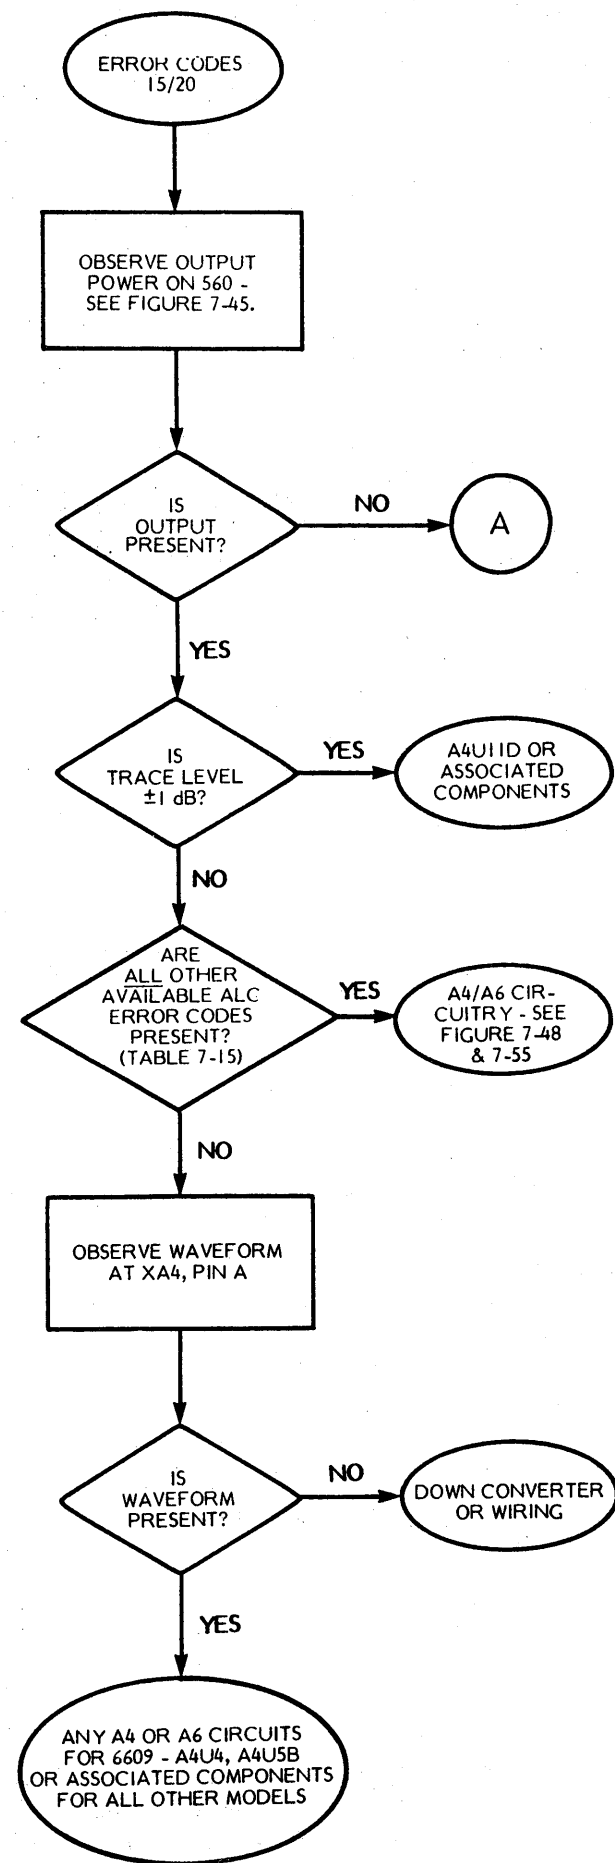 ERROR CODES
15/20
OBSERVE OUTPUT
POWER ON 560 -
SEE FIGURE 7-45.
IS
OUTPUT
PRESENT?
NO
A
YES
IS
TRACE LEVEL
±1 dB?
YES
A4U11D OR
ASSOCIATED
COMPONENTS
NO
ARE
ALL OTHER
AVAILABLE ALC
ERROR CODES
PRESENT?
(TABLE 7-15)
YES
A4/A6 CIR-
CUITRY - SEE
FIGURE 7-48
& 7-55
NO
OBSERVE WAVEFORM
AT XA4, PIN A
IS
WAVEFORM
PRESENT?
NO
DOWN CONVERTER
OR WIRING
YES
ANY A4 OR A6 CIRCUITS
FOR 6609 - A4U4, A4U5B
OR ASSOCIATED COMPONENTS
FOR ALL OTHER MODELS